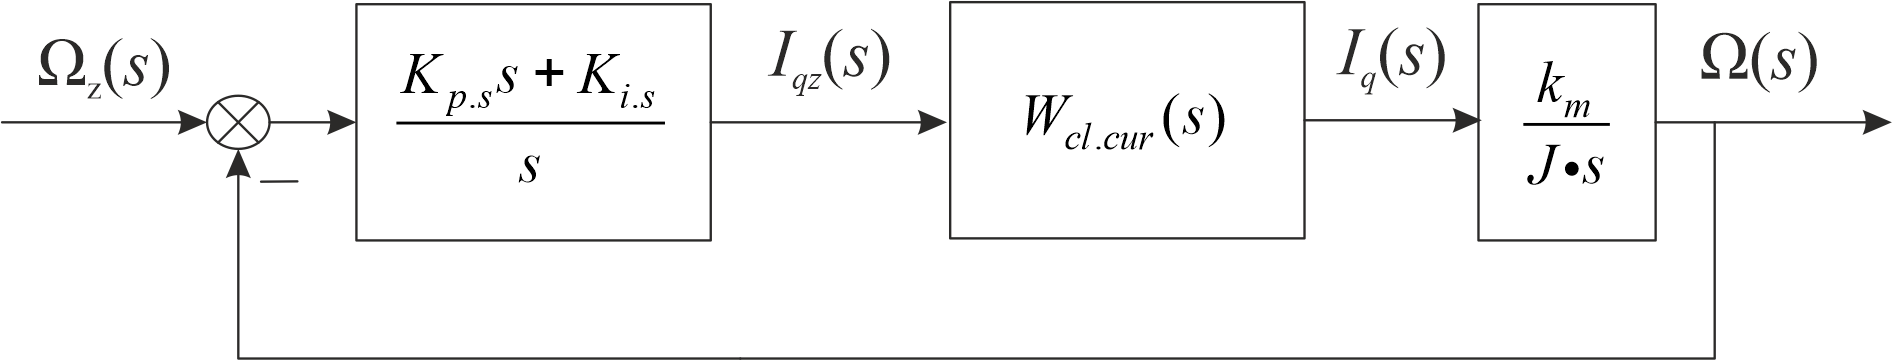 Ω_z(s)
(K_{p.s}s + K_{i.s}) / s
I_{qz}(s)
W_{cl.cur}(s)
I_q(s)
k_m / (J•s)
Ω(s)
−